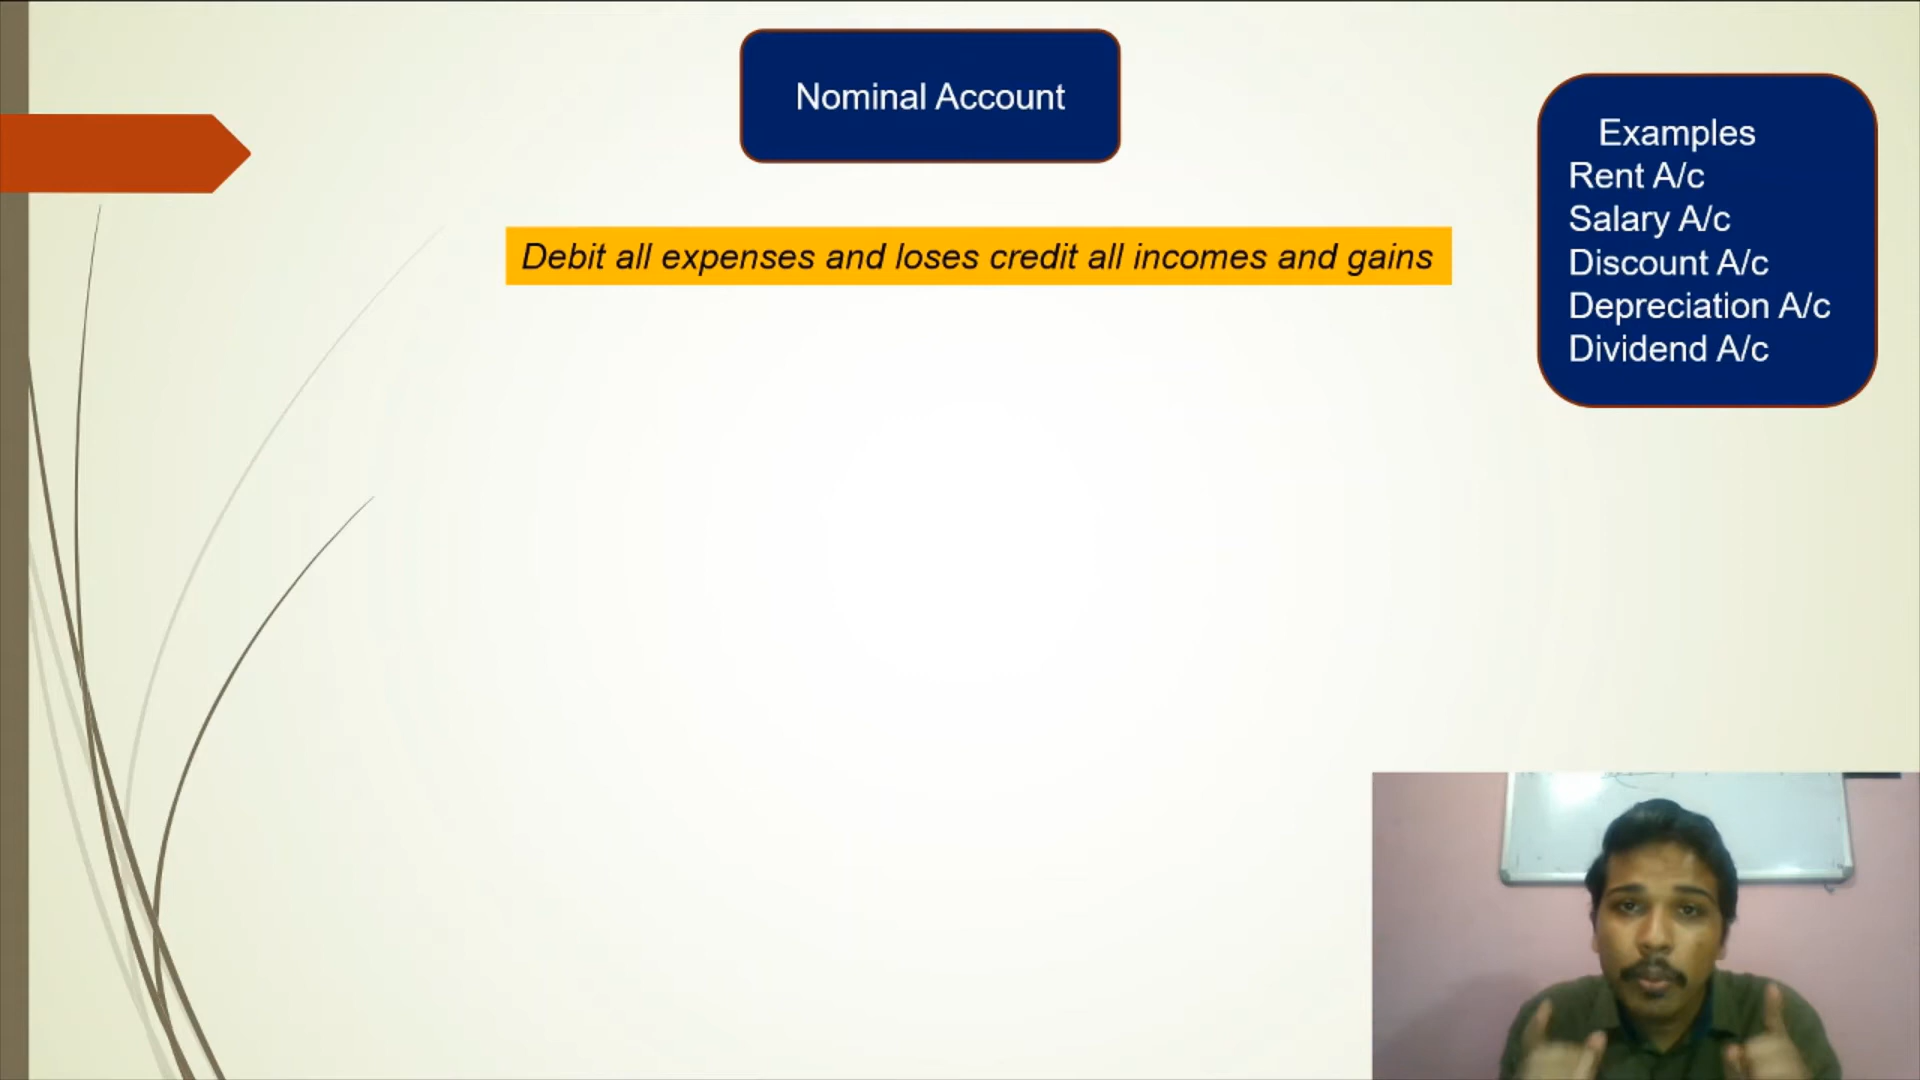 Nominal Account
Debit all expenses and loses credit all incomes and gains
Examples
Rent A/c
Salary A/c
Discount A/c
Depreciation A/c
Dividend A/c